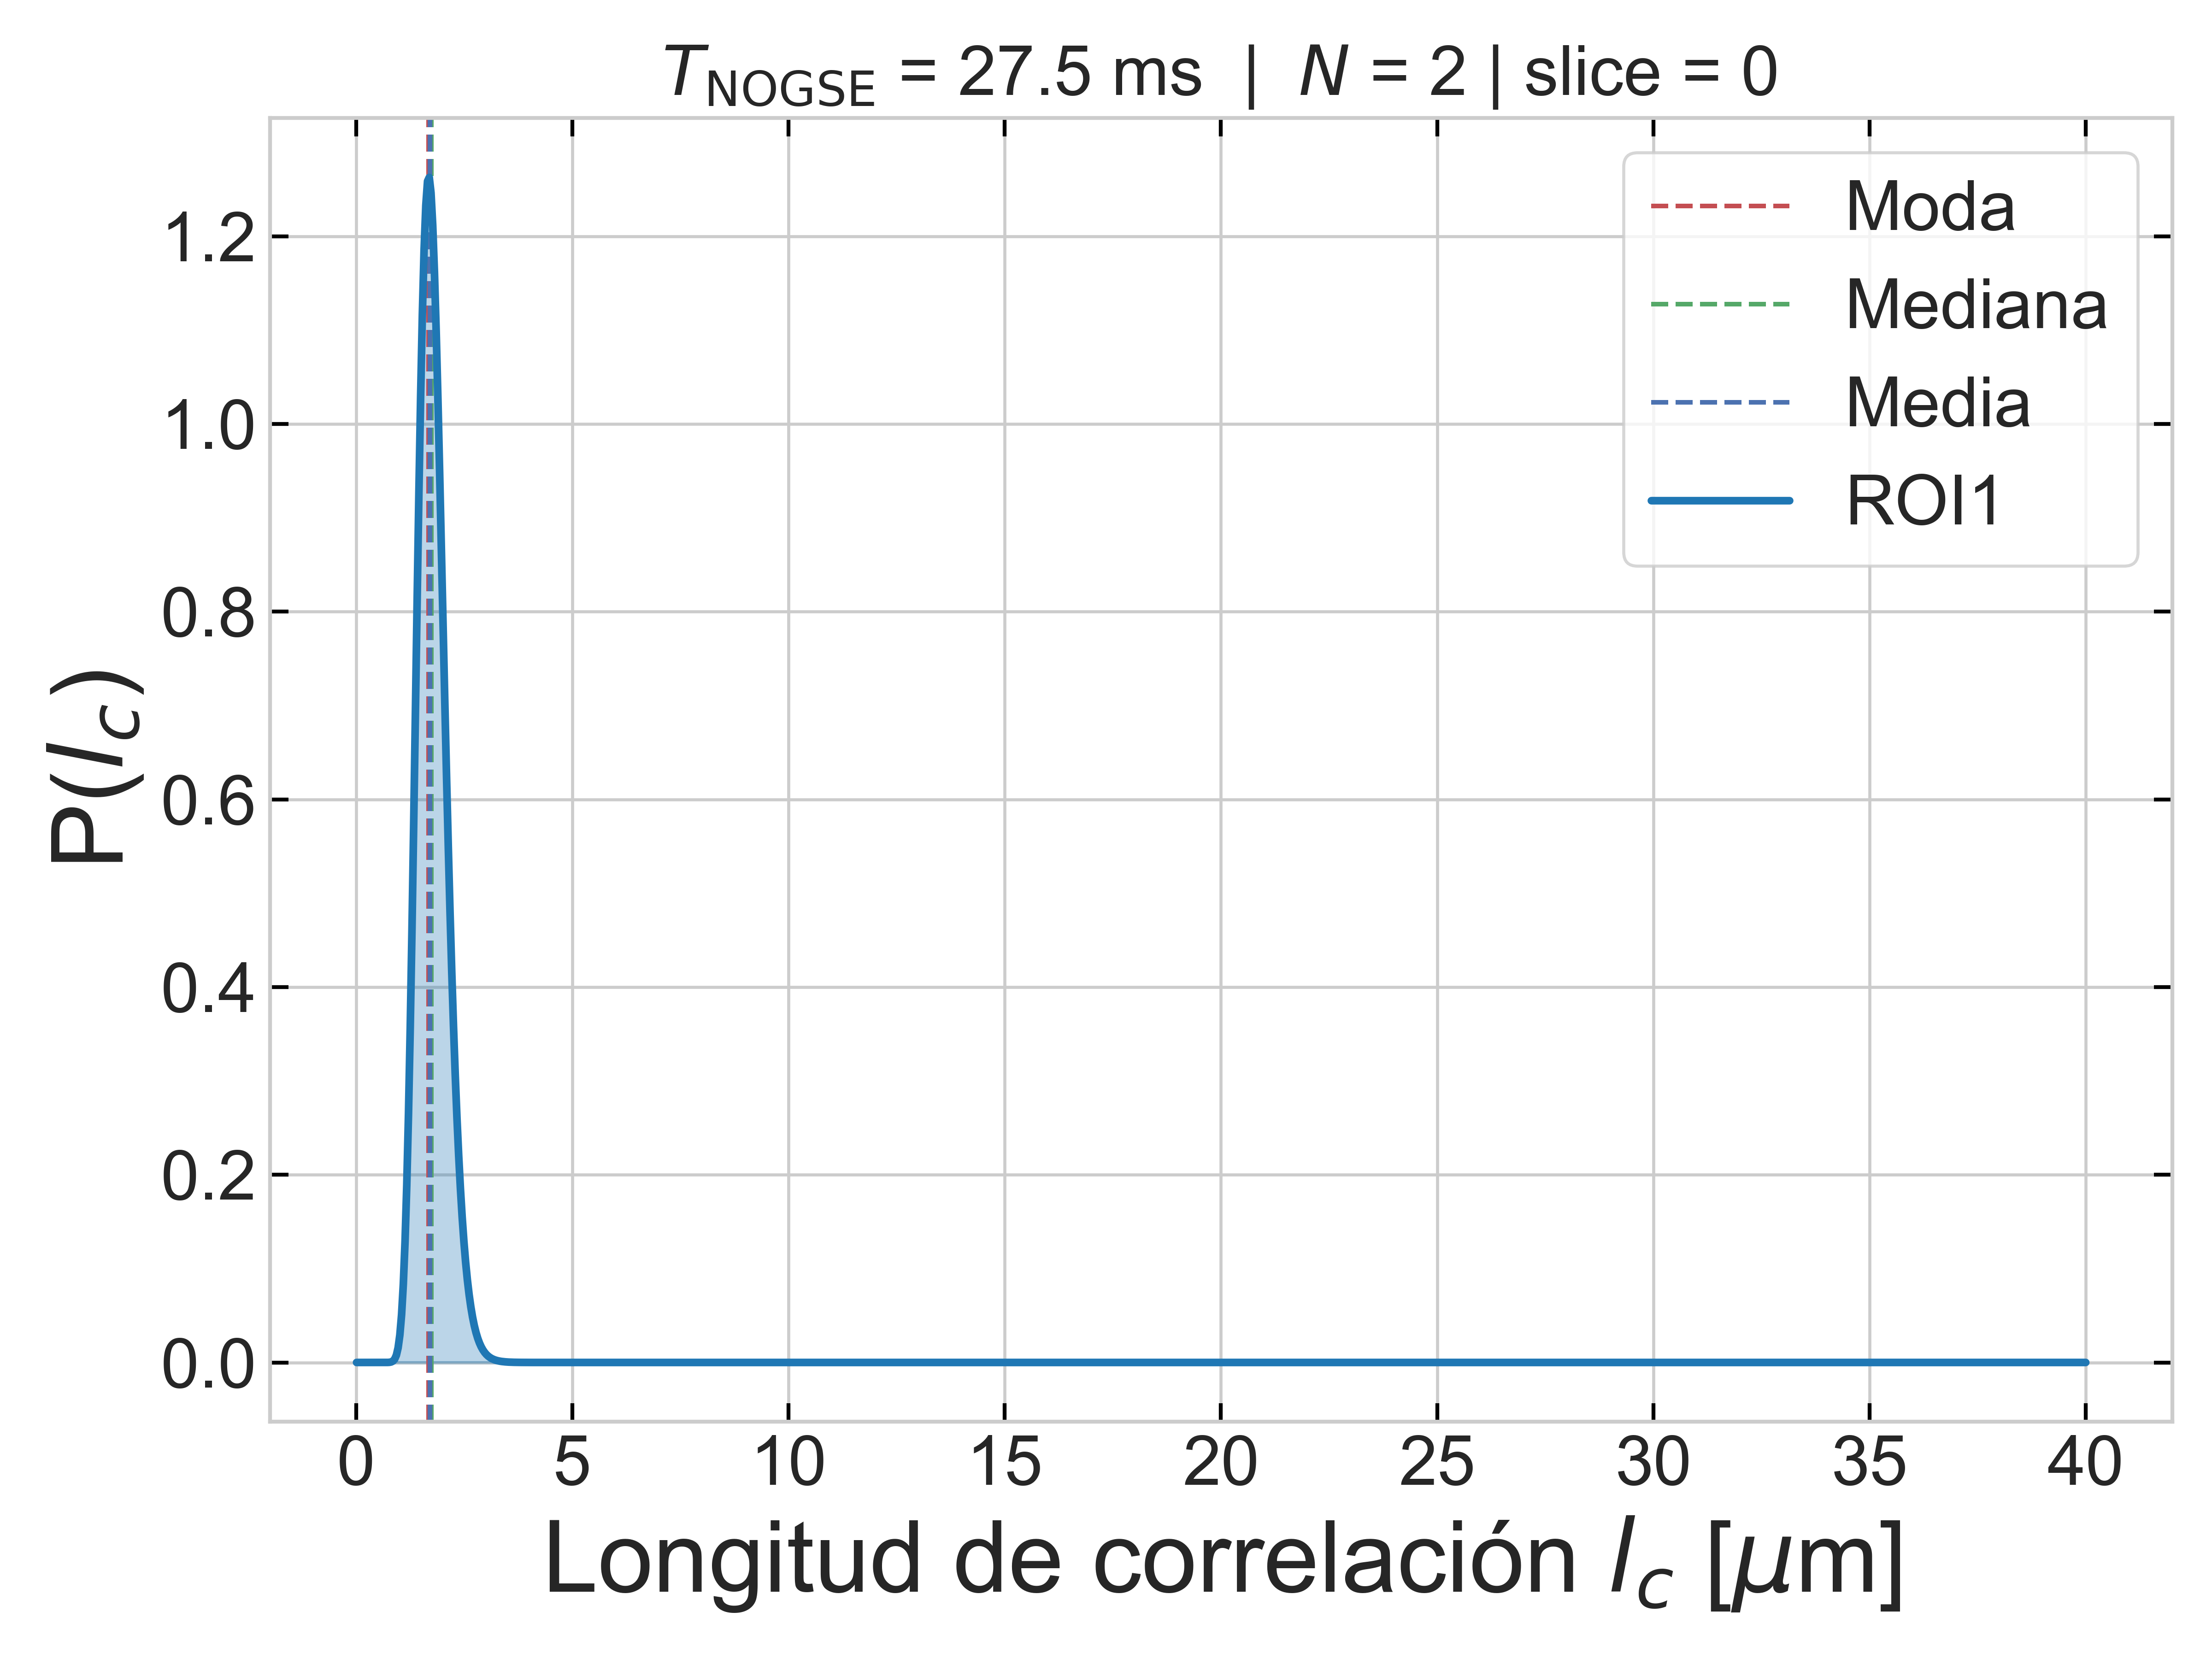 T_NOGSE = 27.5 ms | N = 2 | slice = 0
Moda
Mediana
Media
ROI1
P(l_c)
1.2
1.0
0.8
0.6
0.4
0.2
0.0
0 5 10 15 20 25 30 35 40
Longitud de correlación l_c [μm]